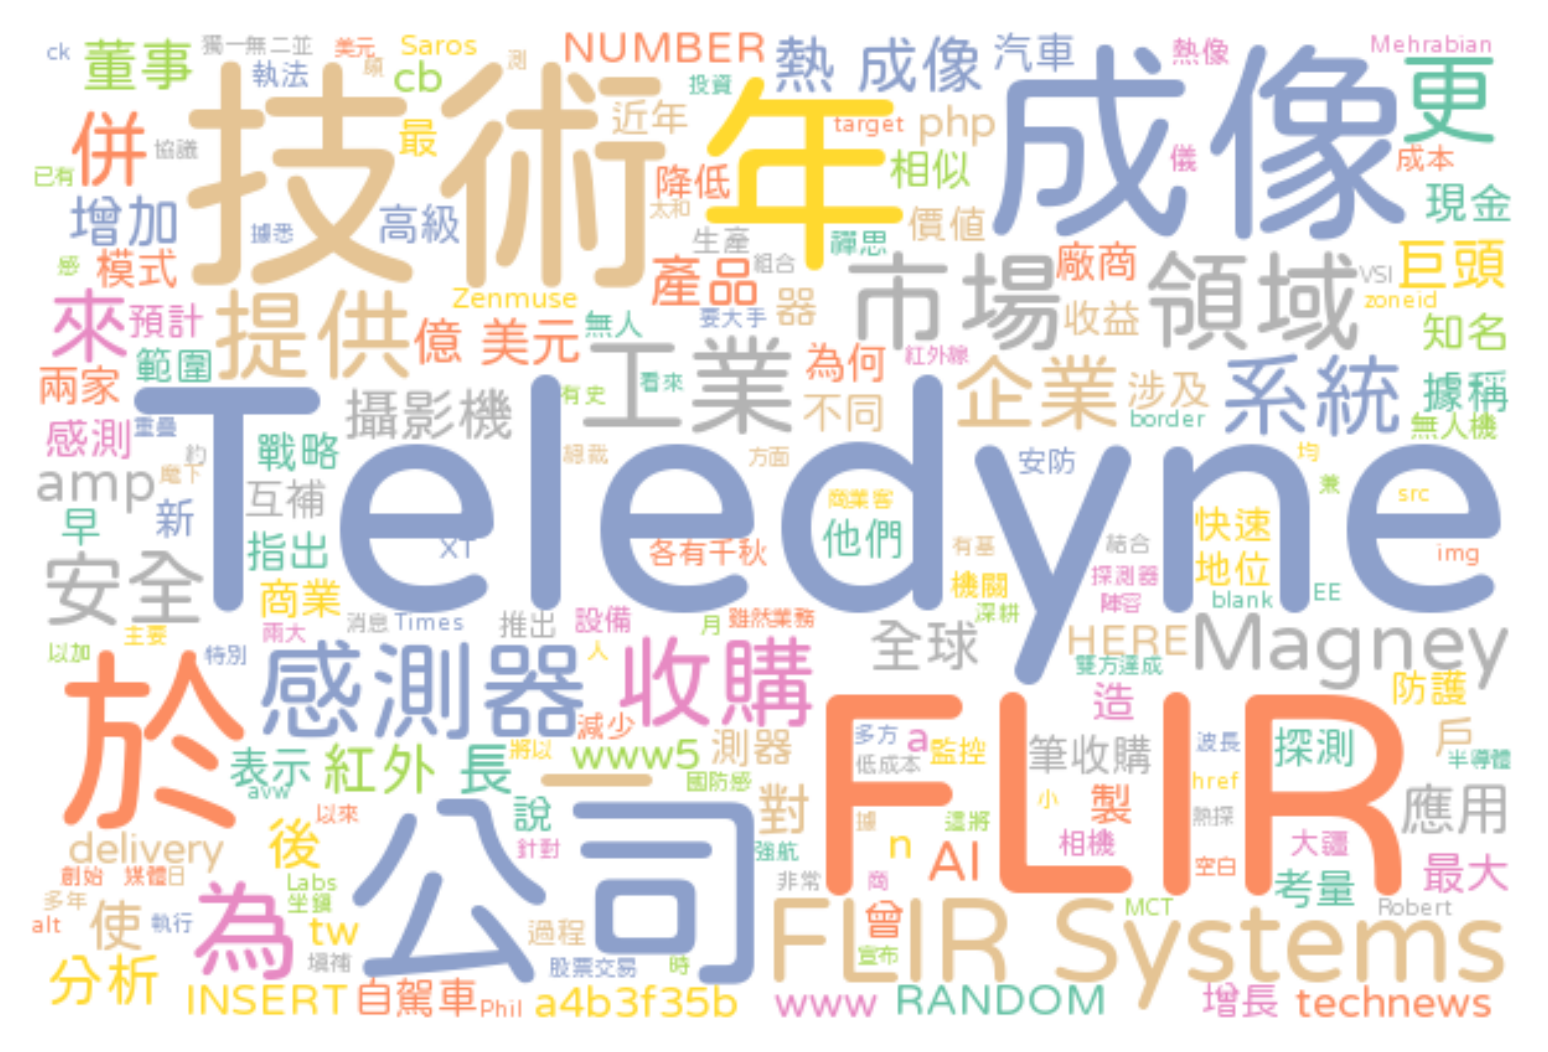 ck
董事
獨一無二並
美元
Saros
測
NUMBER
熱 成像
汽車
熱像
Mehrabian
執法
cb
投資
更
技術
年
成像
併
協議
最
近年
target
php
相似
儀
成本
已有
降低
現金
增加
據悉
高級
太和
價值
生產
禪思
感
模式
產品
組合
市場
廠商
領域
VSI
巨頭
來
預計
提供
Zenmuse
器
收益
zoneid
億 美元
無人
要大手
知名
範圍
工業
為何
紅外線
兩家
看來
企業
涉及
系統
據稱
有史
不同
border
無人機
攝影機
感測
重疊
戰略
約
總裁
方面
安防
均
amp
麾下
互補
Teledyne
商業客
兼
src
早
新
指出
XT
各有千秋
他們
有基
結合
快速
img
安全
商業
機關
探測器
地位
深耕
陣容
blank
EE
主要
兩大
消息
Times
推出
設備
月
雖然業務
全球
HERE
Magney
以加
特別
感測器
人
收購
雙方達成
防護
於
減少
造
表示
紅外
長
將以
www5
測器
多方
a
監控
筆收購
波長
探測
戶
半導體
avw
國防感
低成本
FLIR
href
以來
說
一
對
據
小
製
熱探
應用
delivery
後
針對
強航
這將
n
相機
大疆
創始
媒體
日
Labs
公司
非常
商
AI
空白
考量
最大
多年
坐鎮
alt
使
執行
為
tw
過程
FLIR Systems
曾
MCT
Robert
分析
填補
股票交易
時
宣布
INSERT
自駕車
Phil
a4b3f35b
www
RANDOM
增長
technews